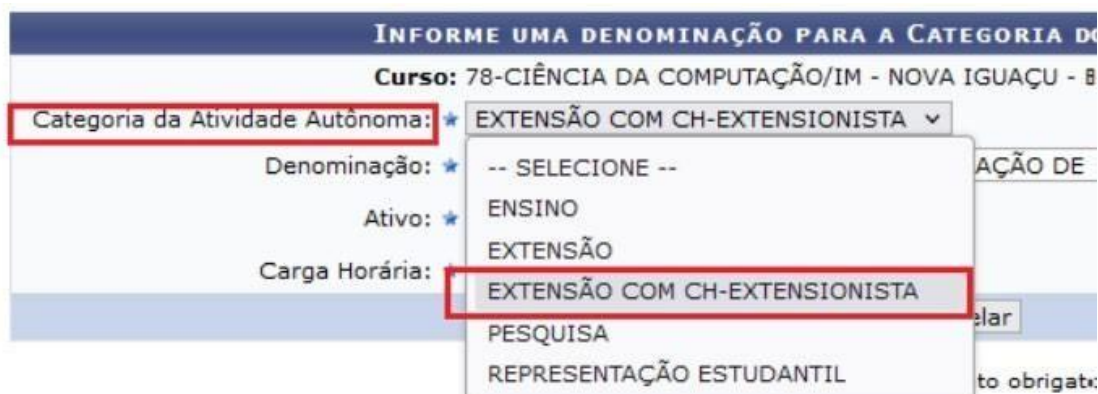 INFORME UMA DENOMINAÇÃO PARA A CATEGORIA DO
Curso: 78-CIÊNCIA DA COMPUTAÇÃO/IM - NOVA IGUAÇU -
Categoria da Atividade Autônoma: EXTENSÃO COM CH-EXTENSIONISTA
Denominação: AÇÃO DE
-- SELECIONE --
Ativo:
ENSINO
EXTENSÃO
Carga Horária:
EXTENSÃO COM CH-EXTENSIONISTA
elar
PESQUISA
REPRESENTAÇÃO ESTUDANTIL
to obrigat